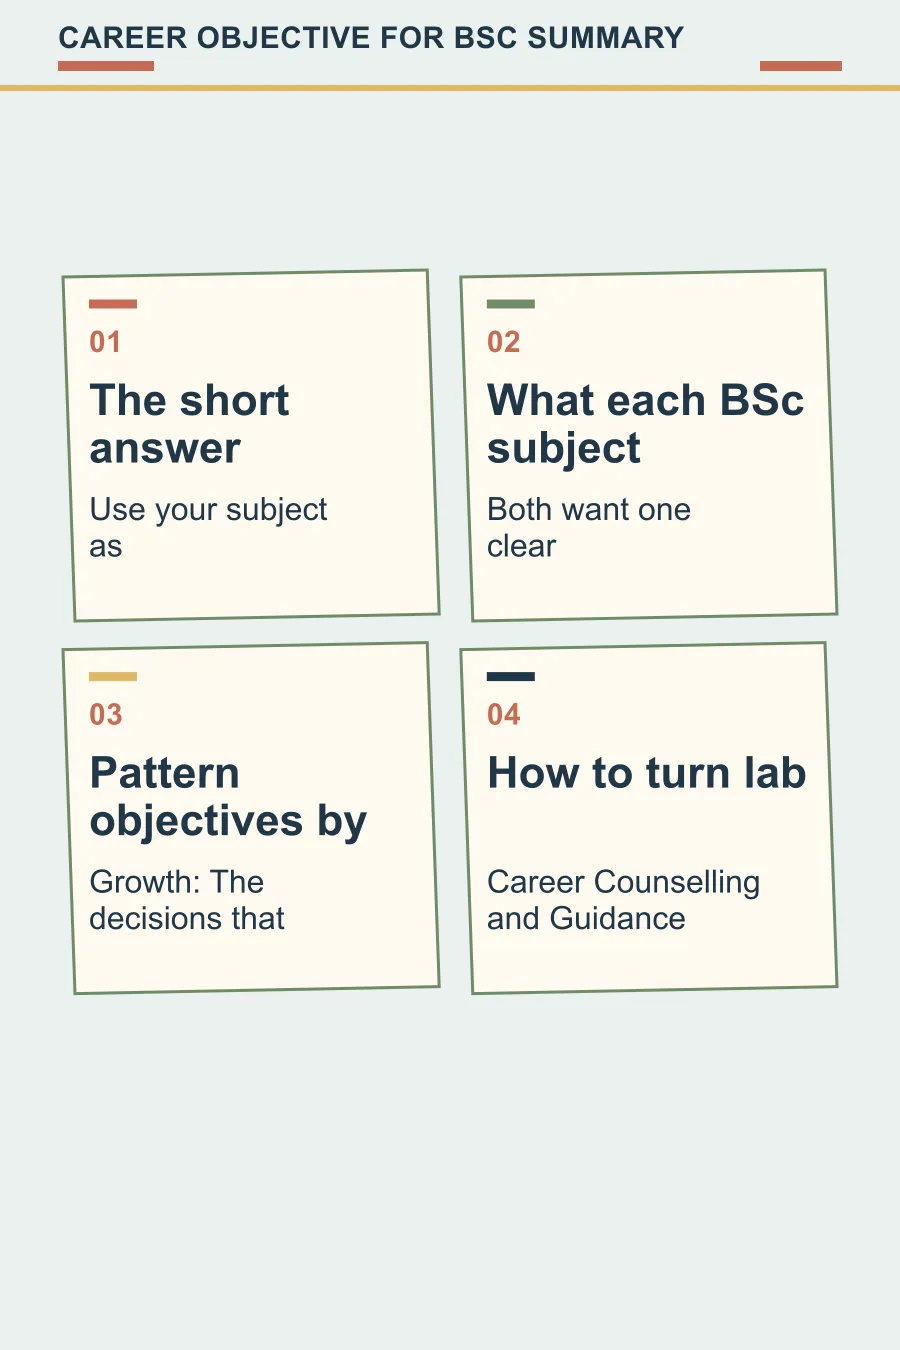 CAREER OBJECTIVE FOR BSC SUMMARY
01
The short
answer
Use your subject
as
02
What each BSc
subject
Both want one
clear
03
Pattern
objectives by
Growth: The
decisions that
04
How to turn lab
Career Counselling
and Guidance